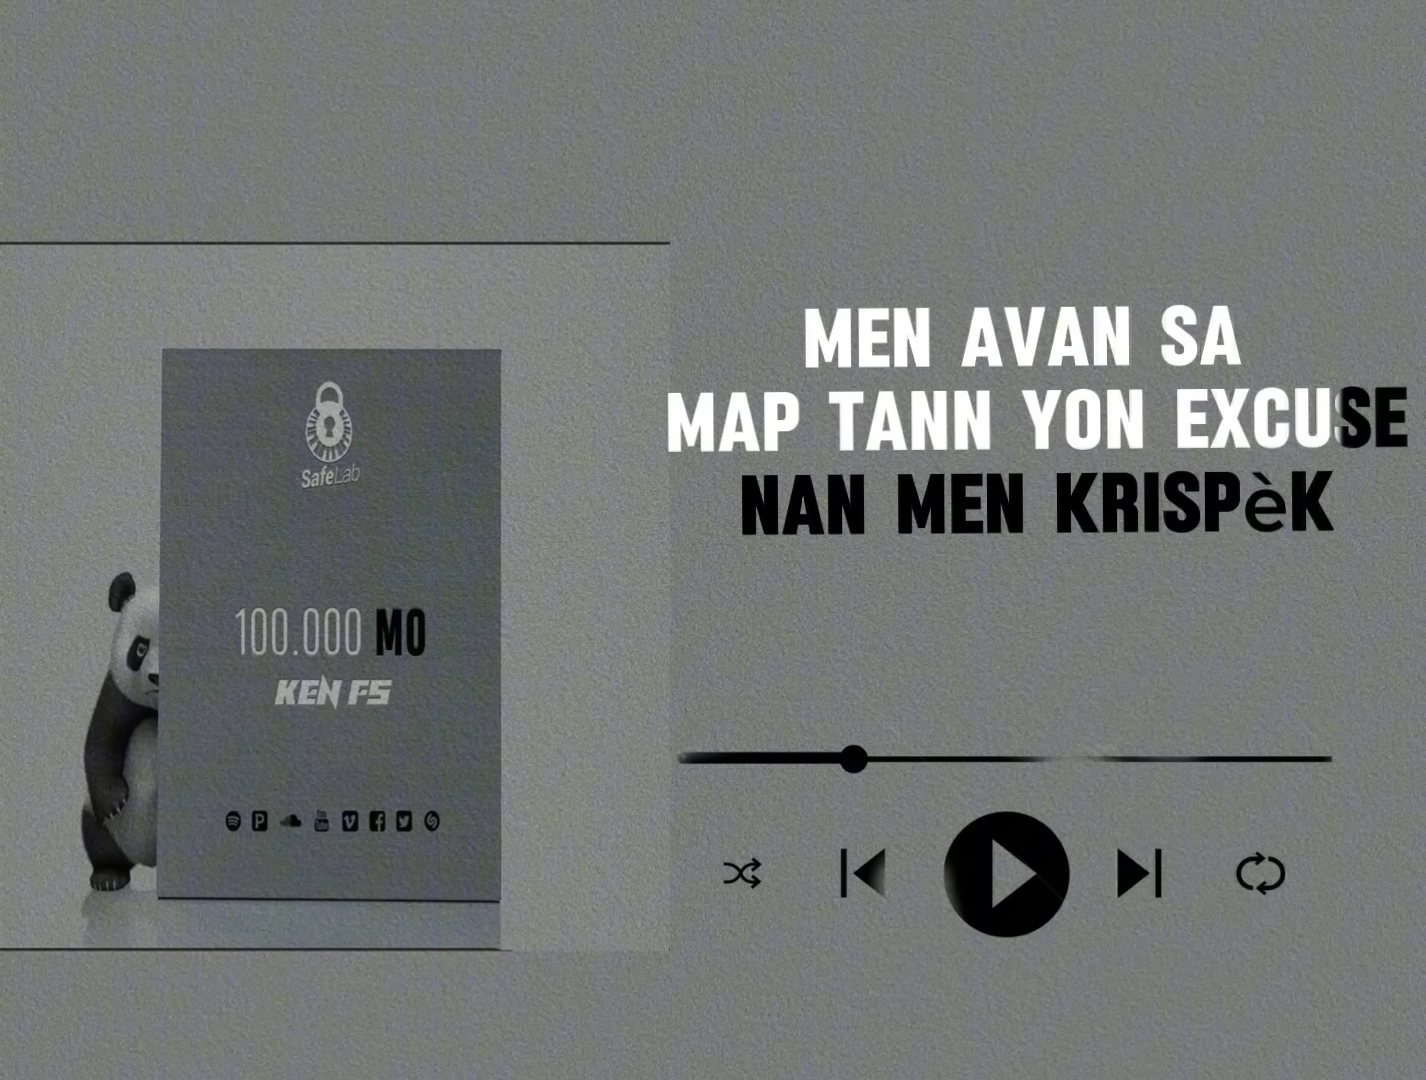 SafeLab
100.000 MO
KEN FS
MEN AVAN SA
MAP TANN YON EXCUSE
NAN MEN KRISPèK